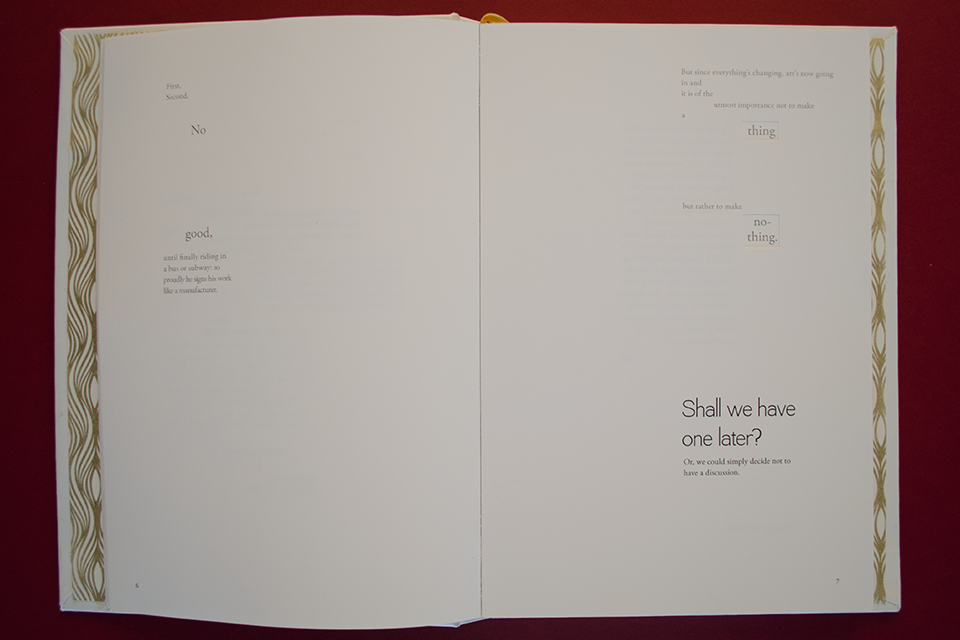 First,
Second,
No
good,
until finally riding in
a bus or subway: so
proudly he signs his work
like a manufacturer.
6
But since everything's changing, art's now going
in and
it is of the
utmost importance not to make
a
thing
but rather to make
no-
thing.
Shall we have
one later?
Or, we could simply decide not to
have a discussion.
7